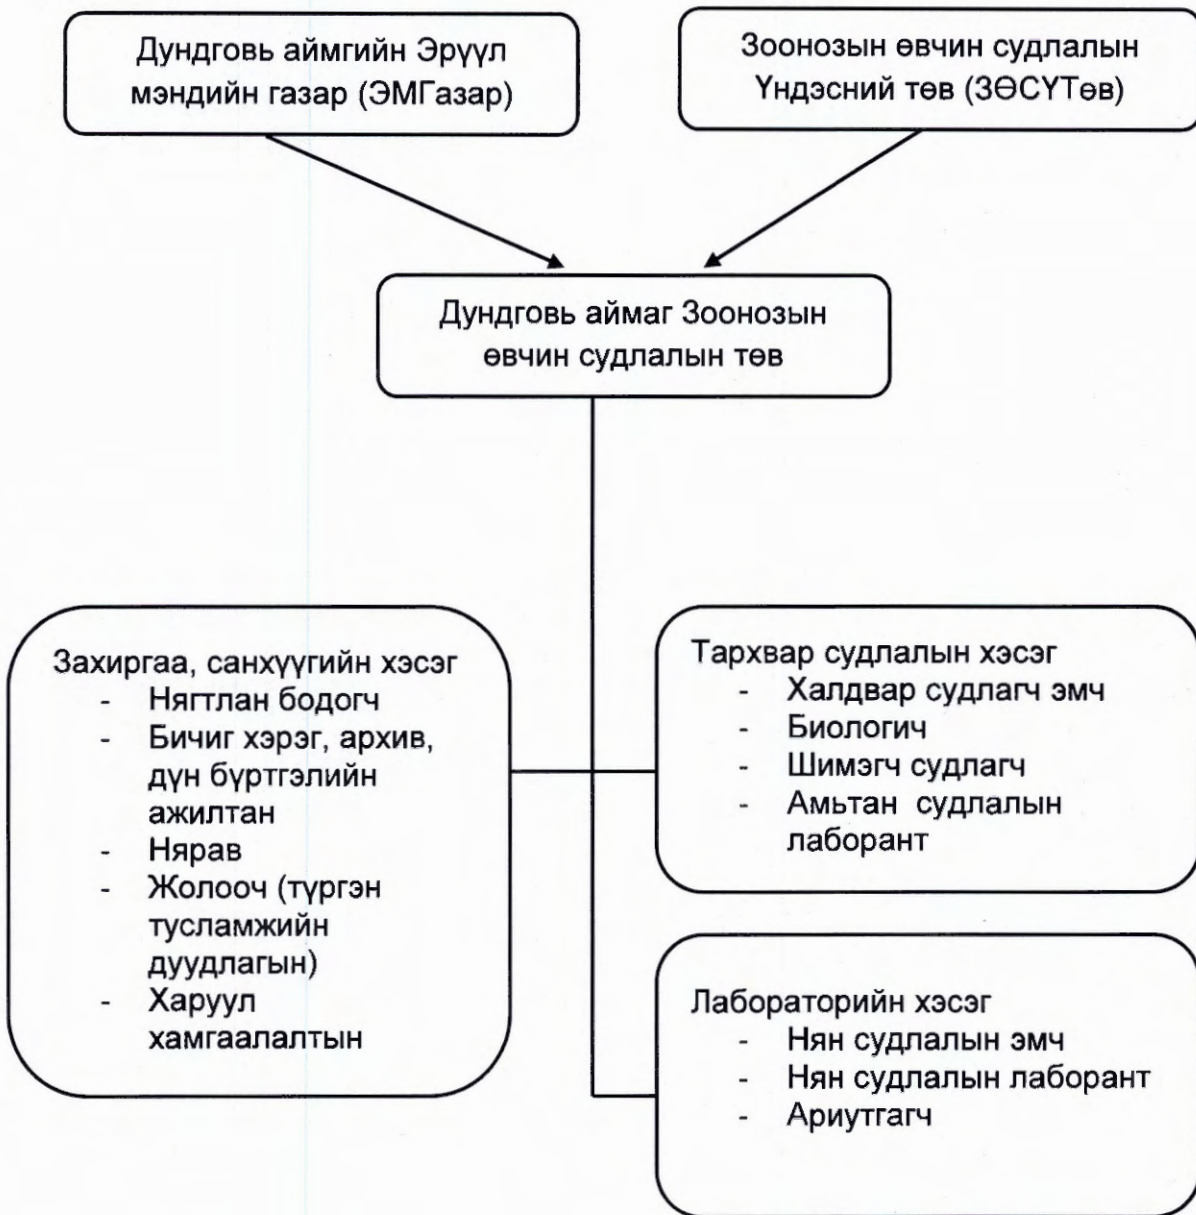 Дундговь аймгийн Эрүүл
мэндийн газар (ЭМГазар)
Зоонозын өвчин судлалын
Үндэсний төв (ЗӨСҮТөв)
Дундговь аймаг Зоонозын
өвчин судлалын төв
Захиргаа, санхүүгийн хэсэг
- Нягтлан бодогч
- Бичиг хэрэг, архив,
дүн бүртгэлийн
ажилтан
- Нярав
- Жолооч (түргэн
тусламжийн
дуудлагын)
- Харуул
хамгаалалтын
Тархвар судлалын хэсэг
- Халдвар судлагч эмч
- Биологич
- Шимэгч судлагч
- Амьтан судлалын
лаборант
Лабораторийн хэсэг
- Нян судлалын эмч
- Нян судлалын лаборант
- Ариутгагч